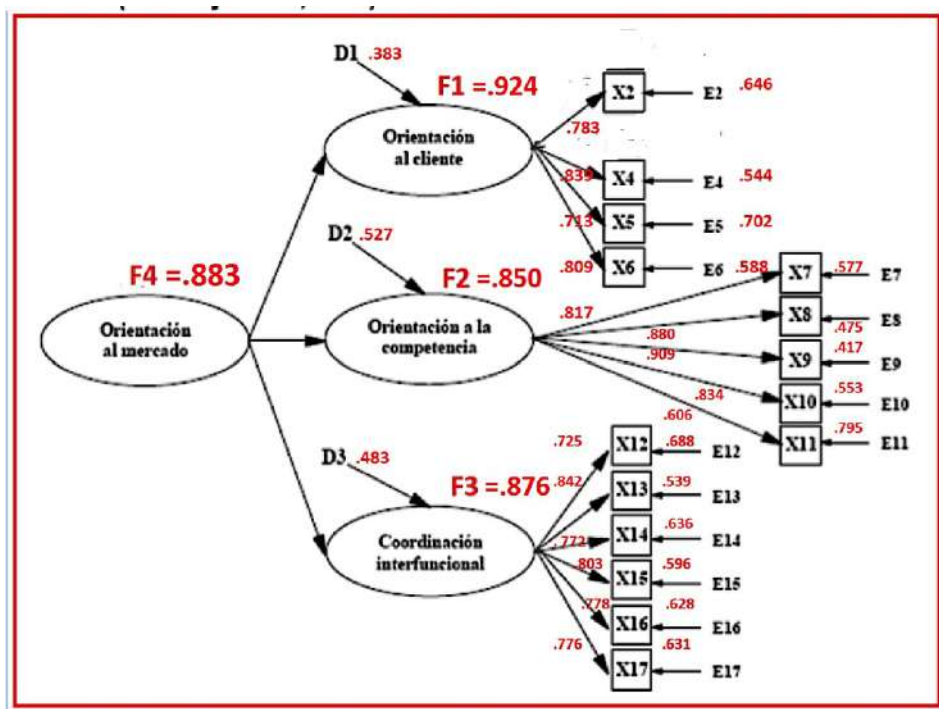 D1 .383
F1 =.924
Orientación
al cliente
X2
E2
.646
.783
.839
X4
E4
.544
.713
X5
E5
.702
.809
X6
E6
D2 .527
F4 =.883
F2 =.850
Orientación
al mercado
Orientación a la
competencia
.588
X7
.577
E7
.817
X8
E8
.880
.475
.909
X9
.417
E9
.834
X10
.553
E10
X11
.795
E11
.606
D3 .483
F3 =.876
Coordinación
interfuncional
.725
X12
.688
E12
.842
X13
.539
E13
.772
X14
.636
E14
.803
X15
.596
E15
.778
X16
.628
E16
.776
X17
.631
E17